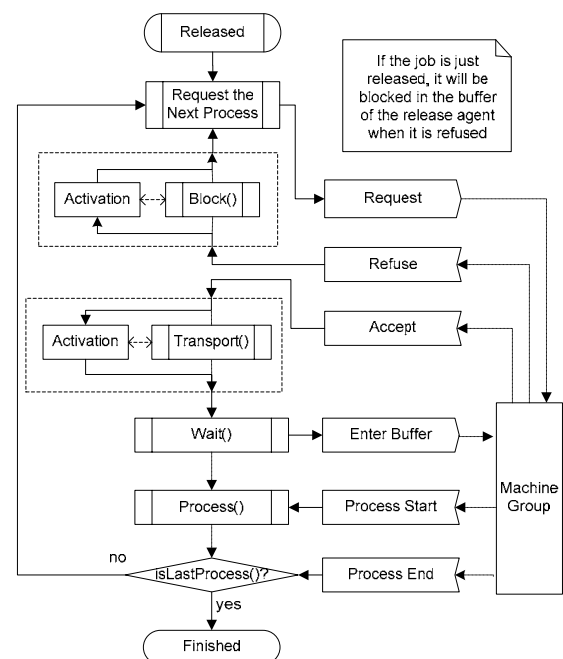 Released
If the job is just
released, it will be
blocked in the buffer
of the release agent
when it is refused
Request the
Next Process
Activation
Block()
Request
Refuse
Accept
Activation
Transport()
Wait()
Enter Buffer
Machine
Group
Process()
Process Start
no
isLastProcess()?
Process End
yes
Finished